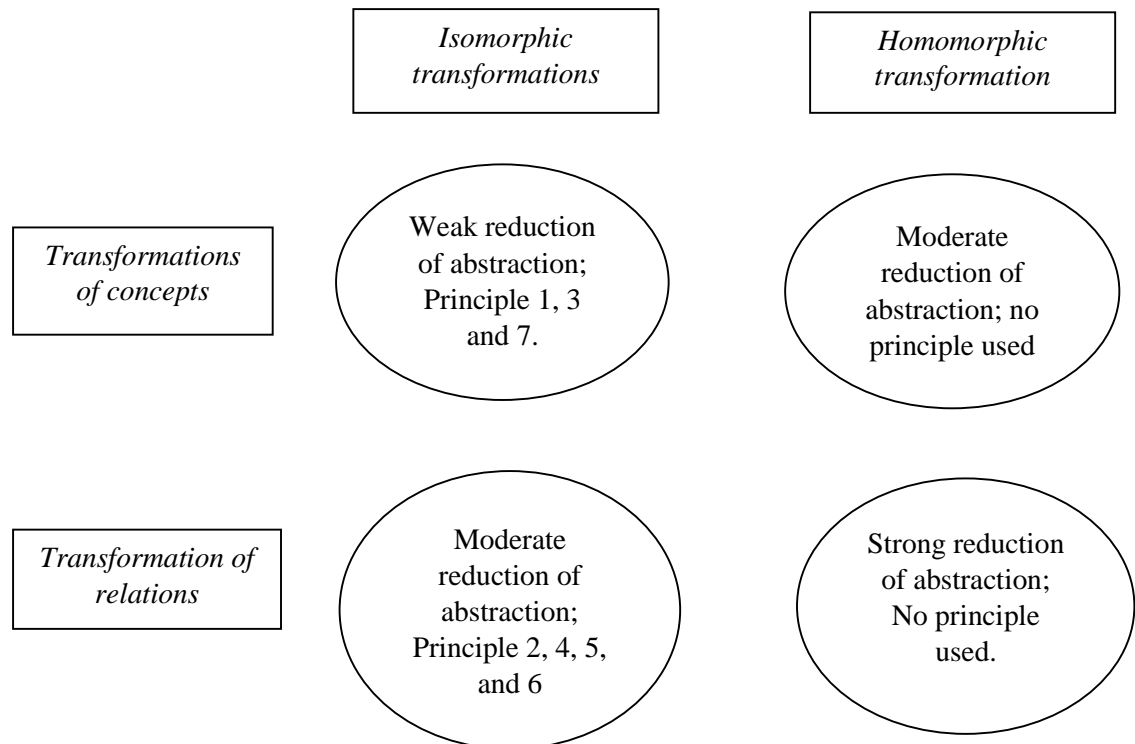 Isomorphic
transformations
Homomorphic
transformation
Transformations
of concepts
Weak reduction
of abstraction;
Principle 1, 3
and 7.
Moderate
reduction of
abstraction; no
principle used
Transformation of
relations
Moderate
reduction of
abstraction;
Principle 2, 4, 5,
and 6
Strong reduction
of abstraction;
No principle
used.